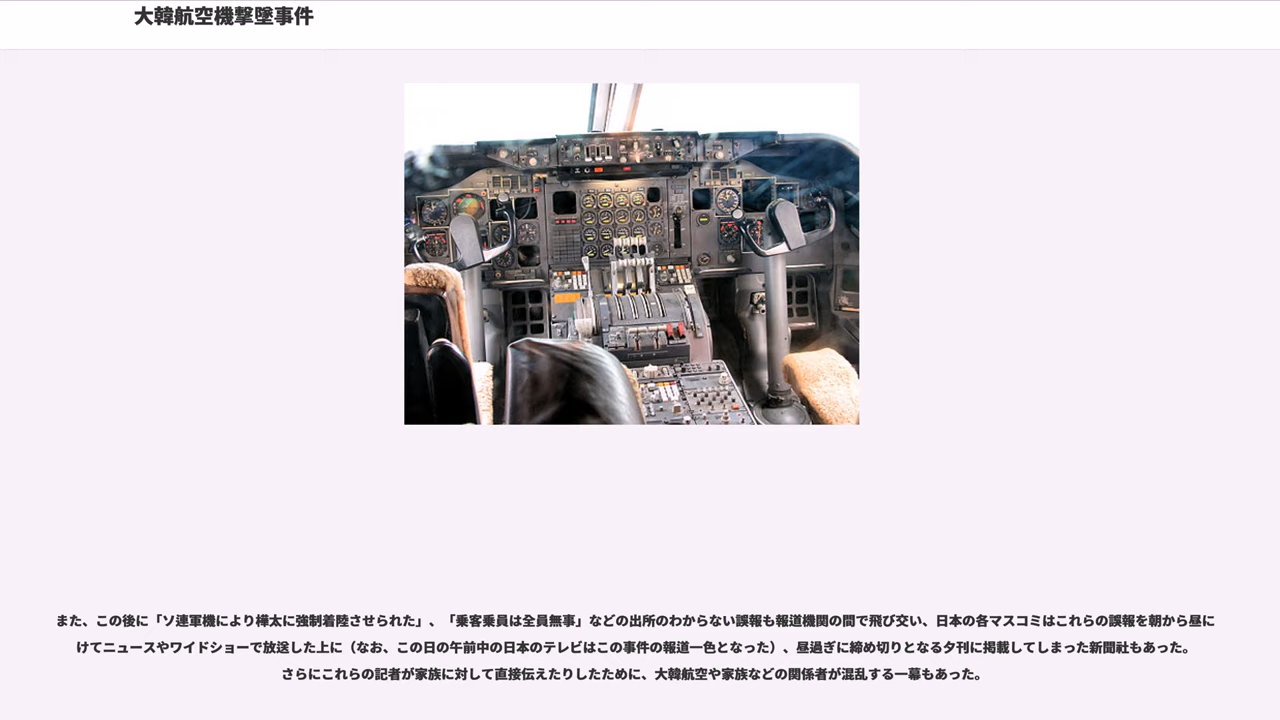 大韓航空機撃墜事件
また、この後に「ソ連軍機により樺太に強制着陸させられた」、「乗客乗員は全員無事」などの出所のわからない誤報も報道機関の間で飛び交い、日本の各マスコミはこれらの誤報を朝から昼に
けてニュースやワイドショーで放送した上に（なお、この日の午前中の日本のテレビはこの事件の報道一色となった）、昼過ぎに締め切りとなる夕刊に掲載してしまった新聞社もあった。
さらにこれらの記者が家族に対して直接伝えたりしたために、大韓航空や家族などの関係者が混乱する一幕もあった。